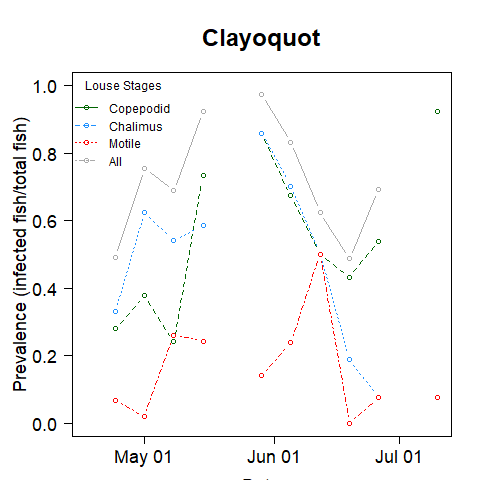 Clayoquot
Prevalence (infected fish/total fish)
1.0
0.8
0.6
0.4
0.2
0.0
Louse Stages
Copepodid
Chalimus
Motile
All
May 01
Jun 01
Jul 01